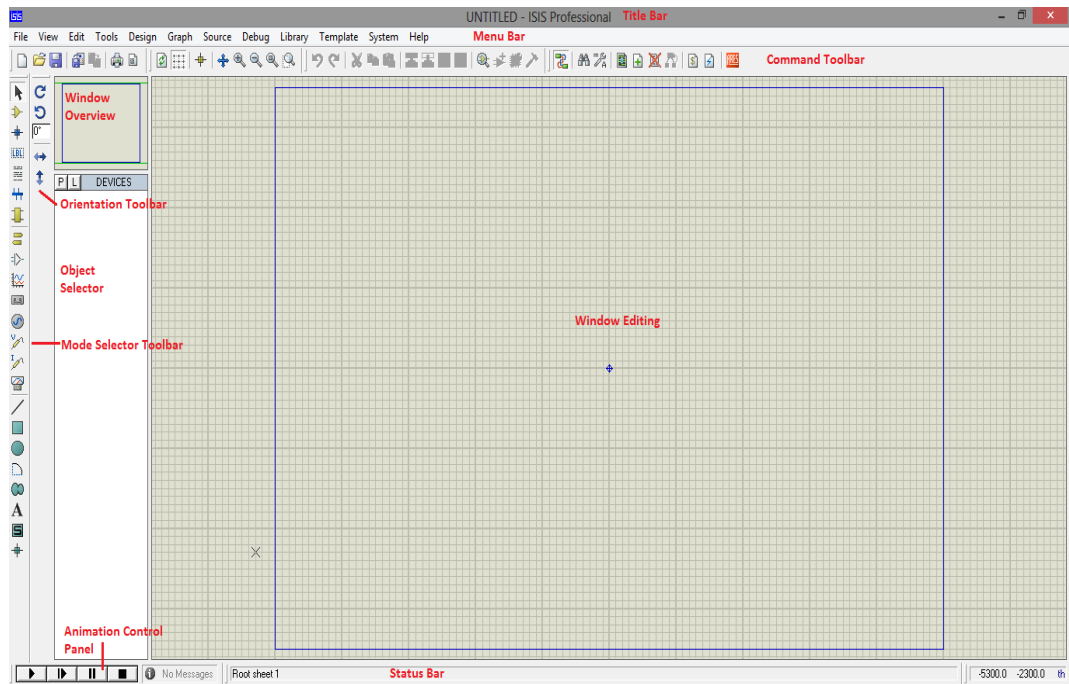 ISIS UNTITLED - ISIS Professional Title Bar
File View Edit Tools Design Graph Source Debug Library Template System Help Menu Bar
Command Toolbar
Window
Overview
0°
LBL
P L DEVICES
Orientation Toolbar
Object
Selector
Window Editing
Mode Selector Toolbar
V
I
A
S
Animation Control
Panel
No Messages Root sheet 1 Status Bar -5300.0 -2300.0 th